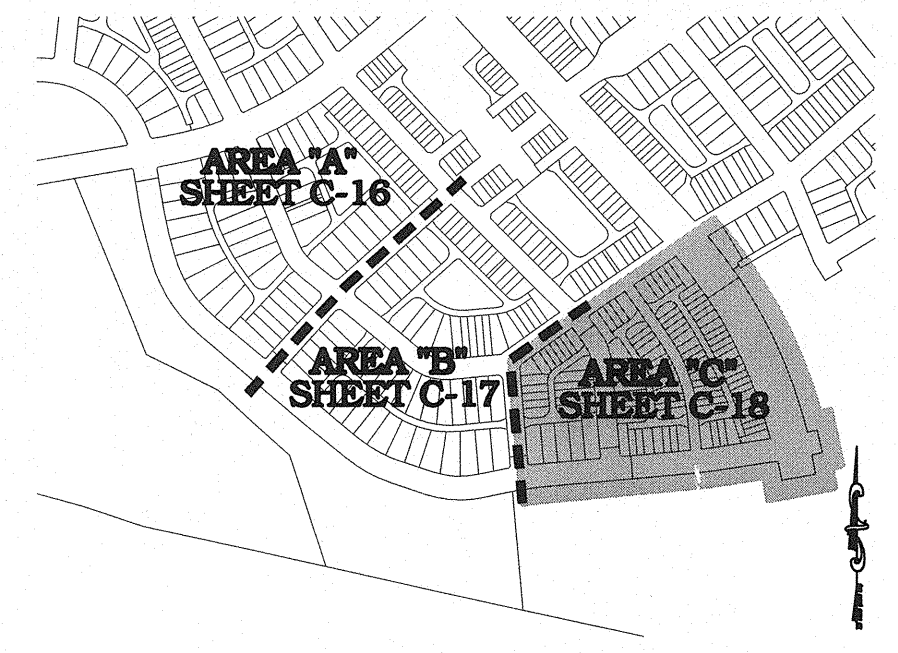 AREA "A"
SHEET C-16
AREA "B"
SHEET C-17
AREA "C"
SHEET C-18